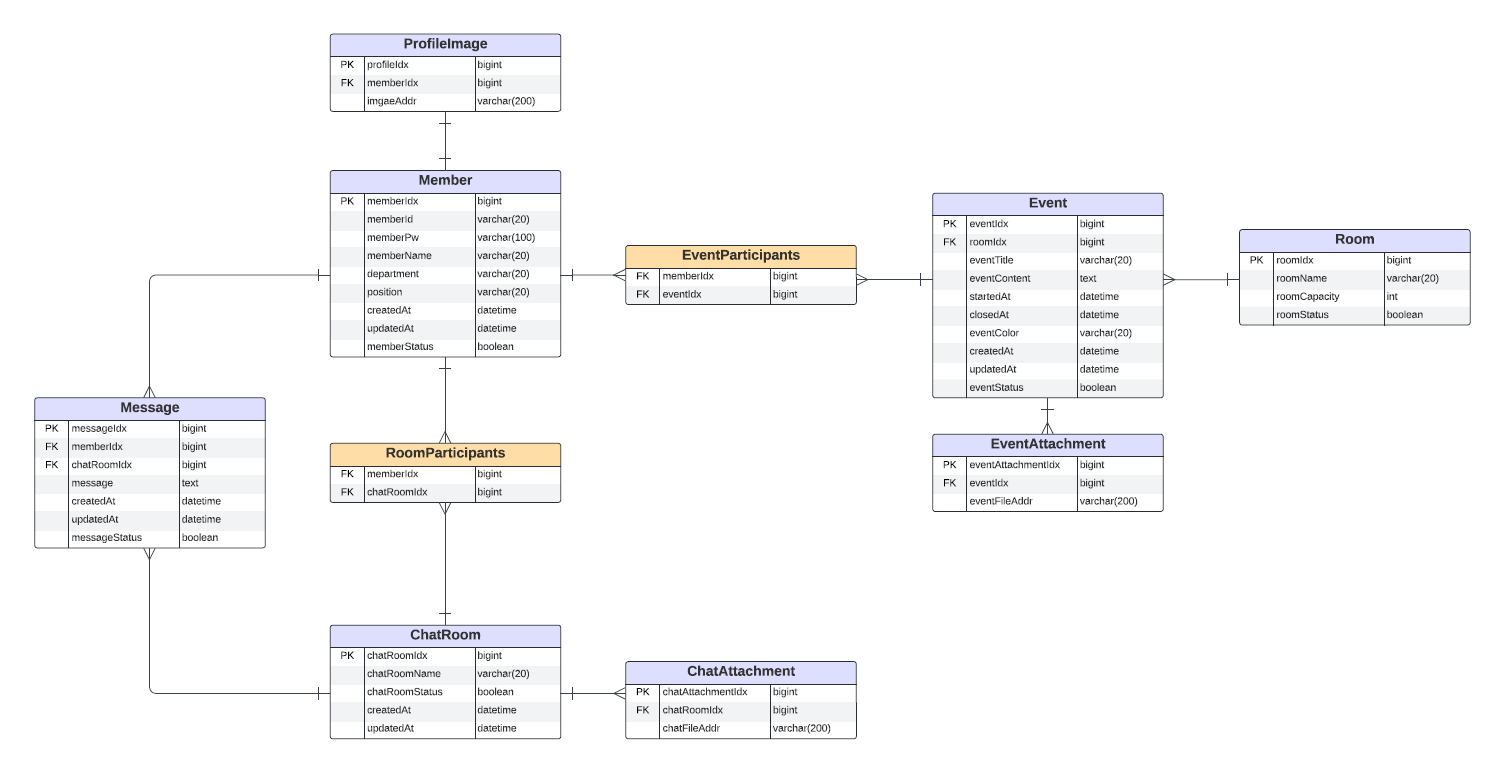 ProfileImage
PK profileIdx bigint
FK memberIdx bigint
imgaeAddr varchar(200)
Member
PK memberIdx bigint
memberId varchar(20)
memberPw varchar(100)
memberName varchar(20)
department varchar(20)
position varchar(20)
createdAt datetime
updatedAt datetime
memberStatus boolean
EventParticipants
FK memberIdx bigint
FK eventIdx bigint
Event
PK eventIdx bigint
FK roomIdx bigint
eventTitle varchar(20)
eventContent text
startedAt datetime
closedAt datetime
eventColor varchar(20)
createdAt datetime
updatedAt datetime
eventStatus boolean
Room
PK roomIdx bigint
roomName varchar(20)
roomCapacity int
roomStatus boolean
Message
PK messageIdx bigint
FK memberIdx bigint
FK chatRoomIdx bigint
message text
createdAt datetime
updatedAt datetime
messageStatus boolean
RoomParticipants
FK memberIdx bigint
FK chatRoomIdx bigint
EventAttachment
PK eventAttachmentIdx bigint
FK eventIdx bigint
eventFileAddr varchar(200)
ChatRoom
PK chatRoomIdx bigint
chatRoomName varchar(20)
chatRoomStatus boolean
createdAt datetime
updatedAt datetime
ChatAttachment
PK chatAttachmentIdx bigint
FK chatRoomIdx bigint
chatFileAddr varchar(200)